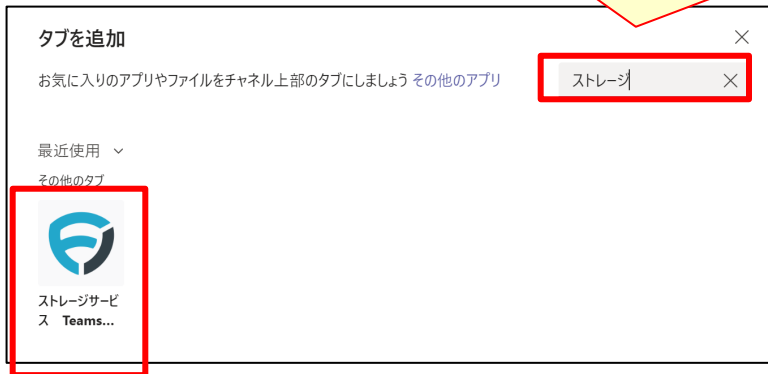 タブを追加
お気に入りのアプリやファイルをチャネル上部のタブにしましょう その他のアプリ
ストレージ
最近使用
その他のタブ
ストレージサービ
ス Teams...